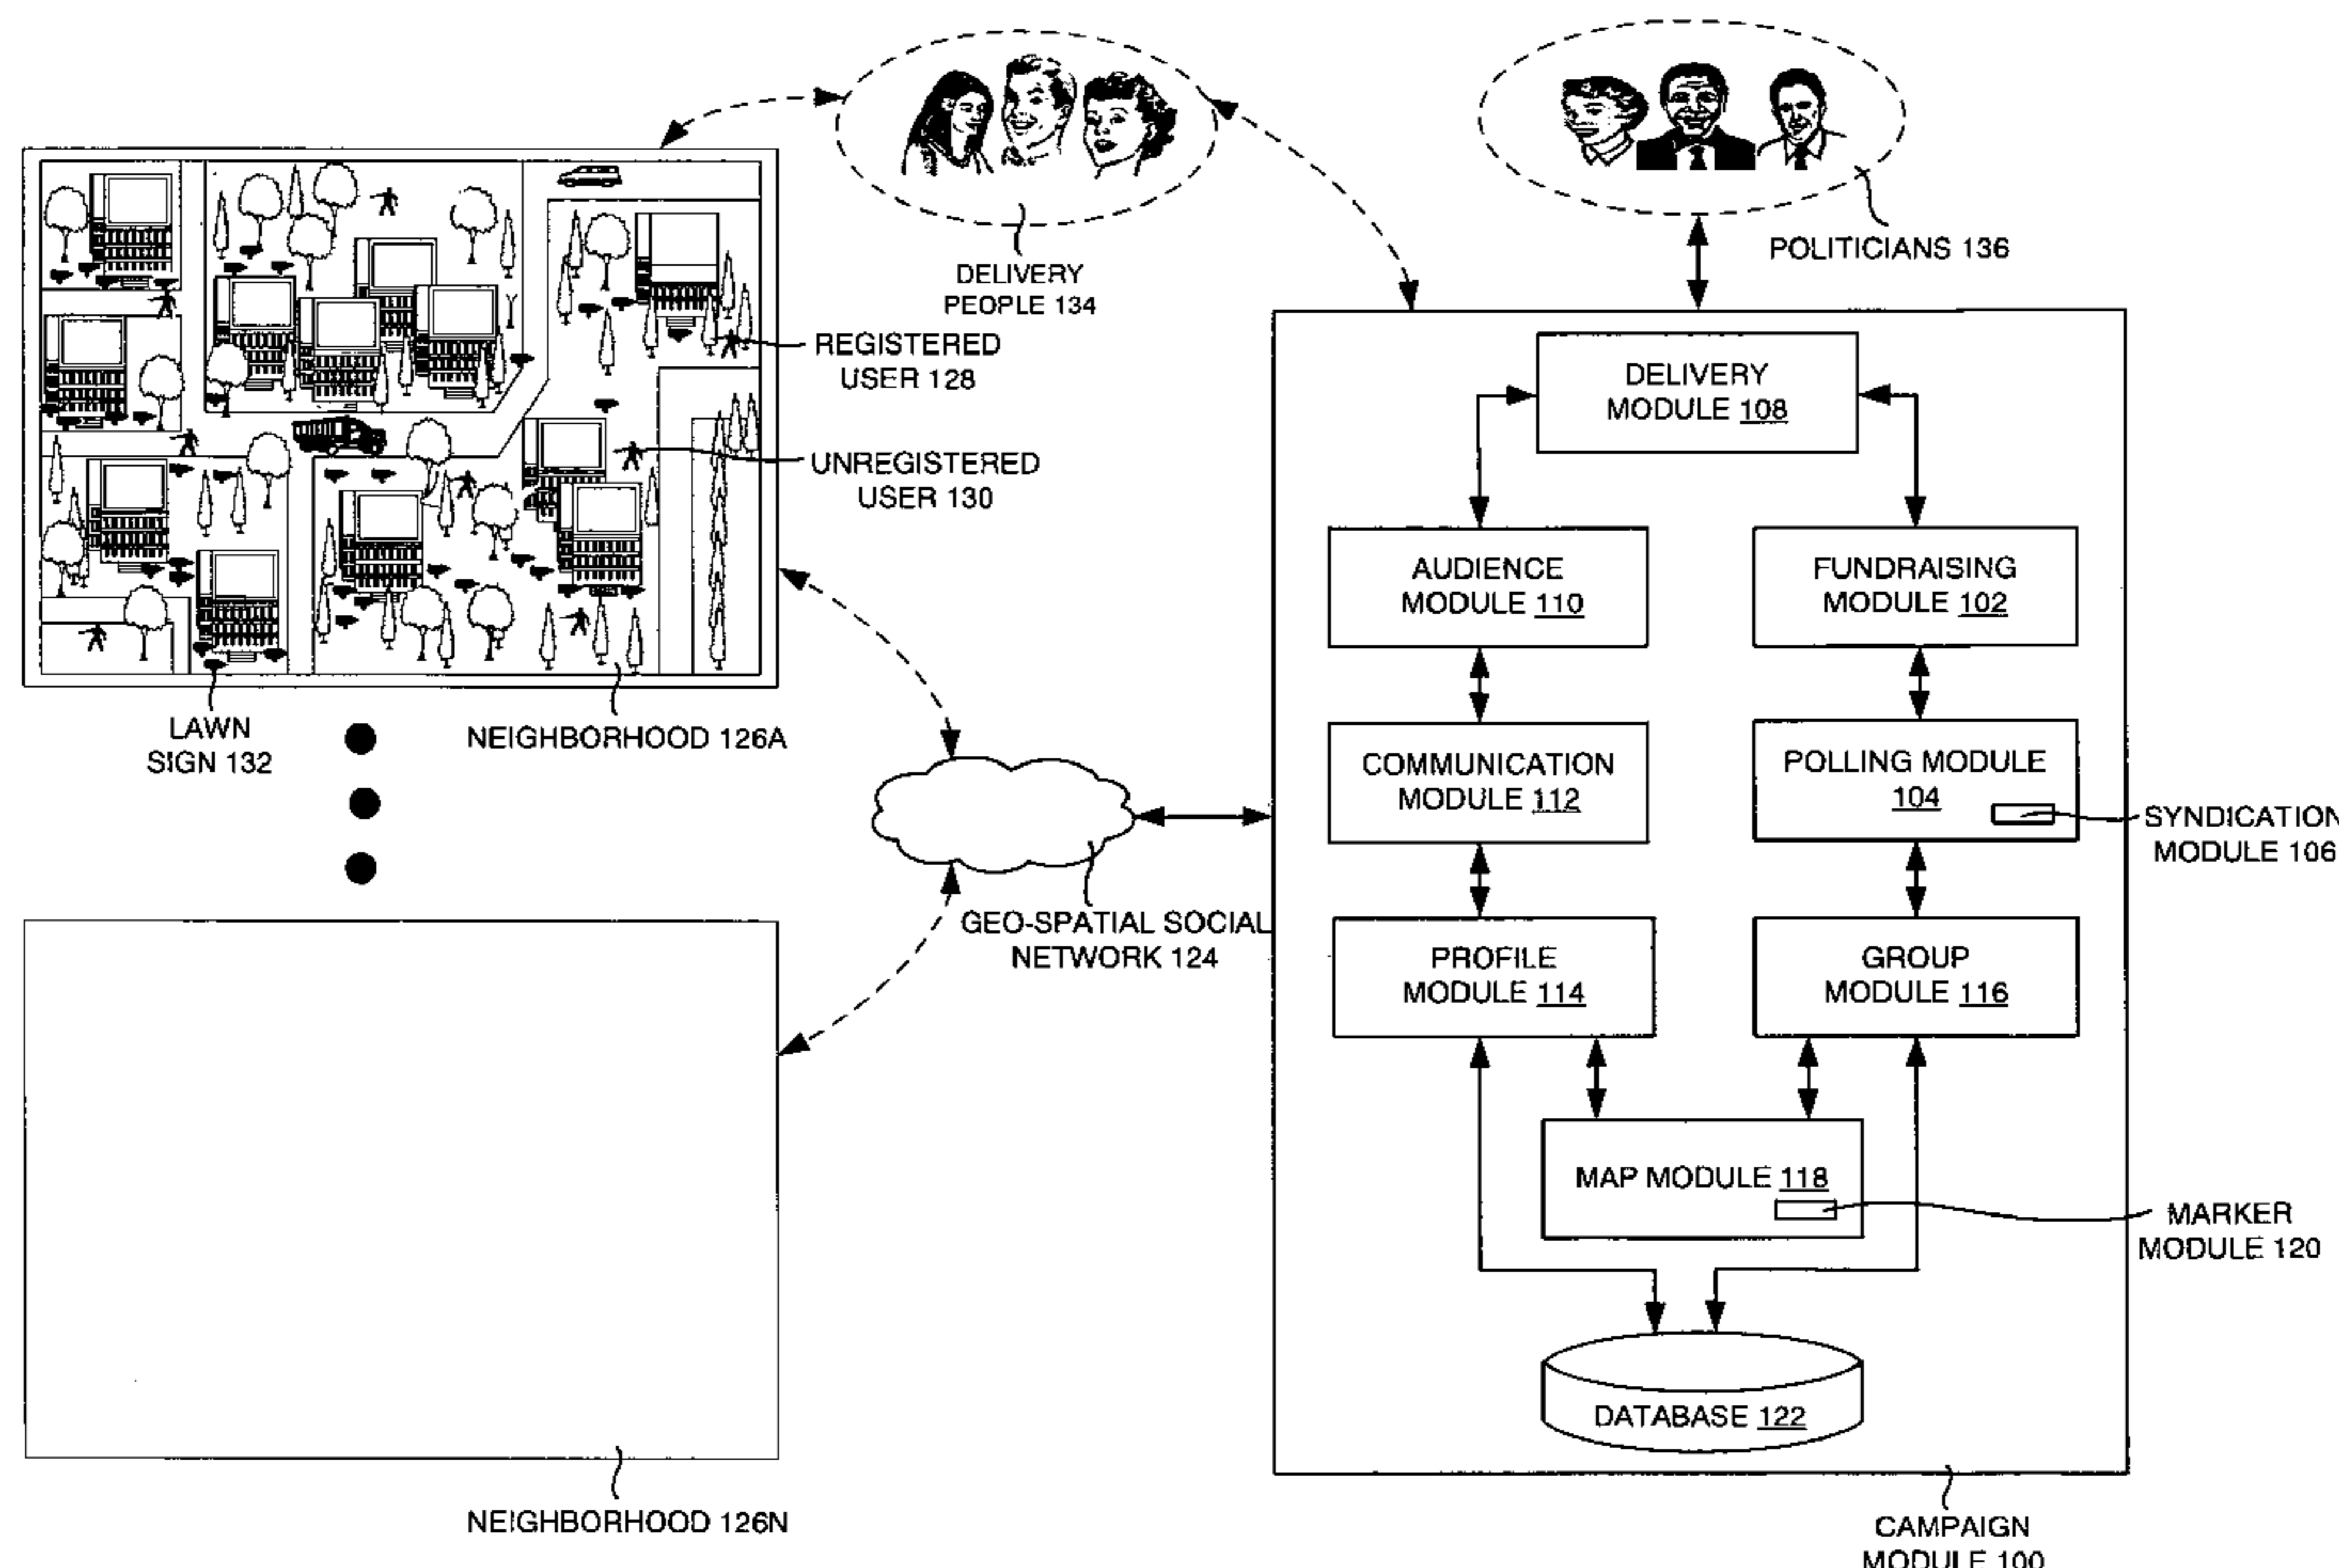 DELIVERY
PEOPLE 134
POLITICIANS 136
REGISTERED
USER 128
UNREGISTERED
USER 130
LAWN
SIGN 132
NEIGHBORHOOD 126A
GEO-SPATIAL SOCIAL
NETWORK 124
NEIGHBORHOOD 126N
DELIVERY
MODULE 108
AUDIENCE
MODULE 110
FUNDRAISING
MODULE 102
COMMUNICATION
MODULE 112
POLLING MODULE
104
SYNDICATION
MODULE 106
PROFILE
MODULE 114
GROUP
MODULE 116
MAP MODULE 118
MARKER
MODULE 120
DATABASE 122
CAMPAIGN
MODULE 100